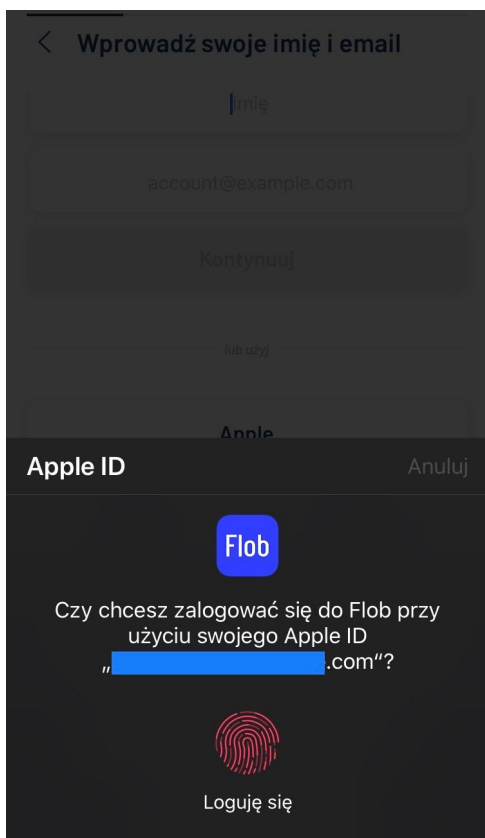 Wprowadź swoje imię i email
Imię
account@example.com
Kontynuuj
lub użyj
Apple
Apple ID
Anuluj
Flob
Czy chcesz zalogować się do Flob przy
użyciu swojego Apple ID
„.com“?
Loguję się